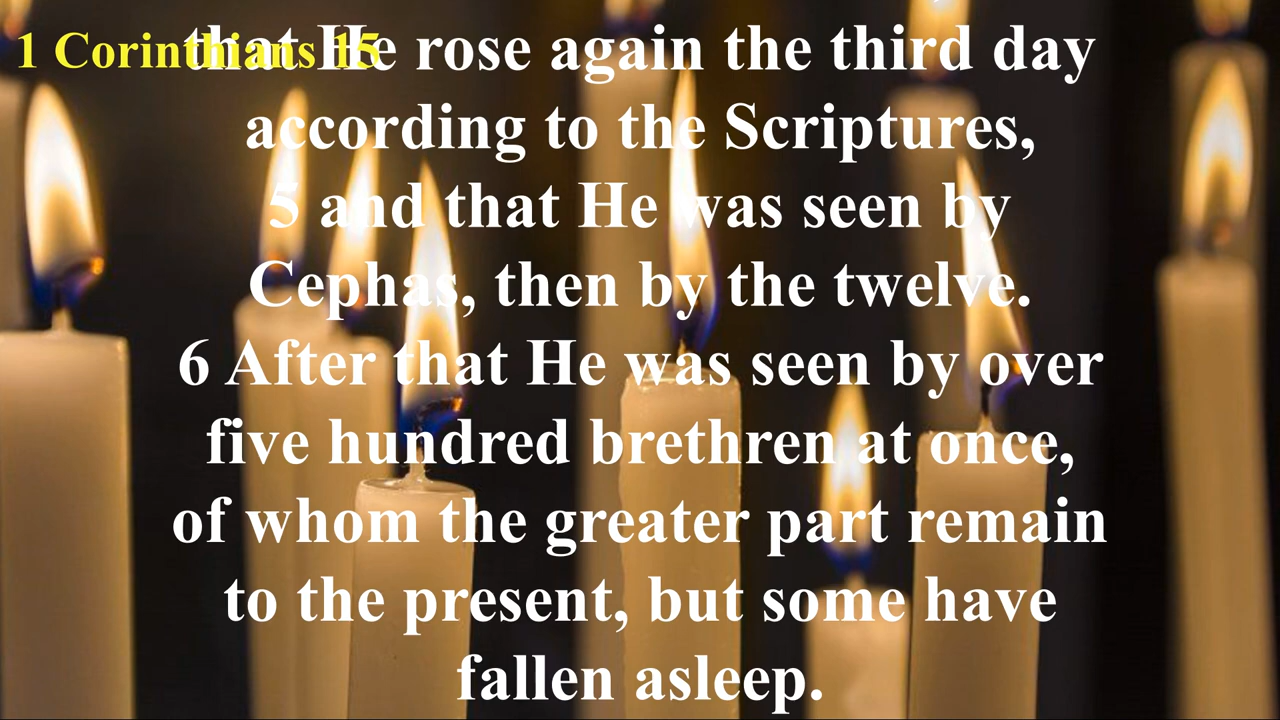 1 Corinthians 15
that He rose again the third day
according to the Scriptures,
5 and that He was seen by
Cephas, then by the twelve.
6 After that He was seen by over
five hundred brethren at once,
of whom the greater part remain
to the present, but some have
fallen asleep.